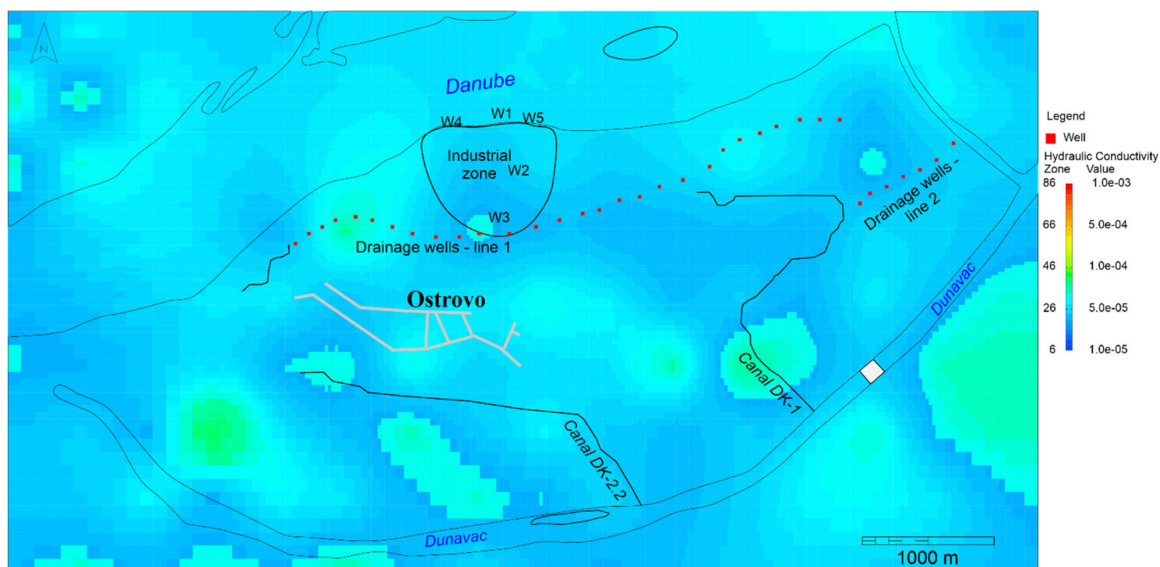 N
Danube
W4
W1
W5
Industrial
zone
W2
W3
Drainage wells - line 1
Drainage wells -
line 2
Ostrovo
Dunavac
Canal DK-1
Canal DK-2.2
Dunavac
1000 m
Legend
Well
Hydraulic Conductivity
Zone Value
86 1.0e-03
66 5.0e-04
46 1.0e-04
26 5.0e-05
6 1.0e-05